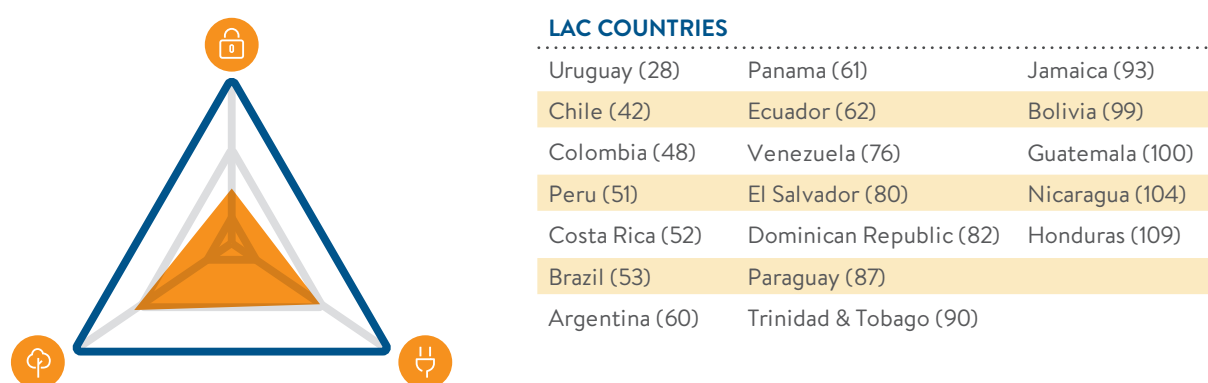 LAC COUNTRIES
Uruguay (28) Panama (61) Jamaica (93)
Chile (42) Ecuador (62) Bolivia (99)
Colombia (48) Venezuela (76) Guatemala (100)
Peru (51) El Salvador (80) Nicaragua (104)
Costa Rica (52) Dominican Republic (82) Honduras (109)
Brazil (53) Paraguay (87)
Argentina (60) Trinidad & Tobago (90)